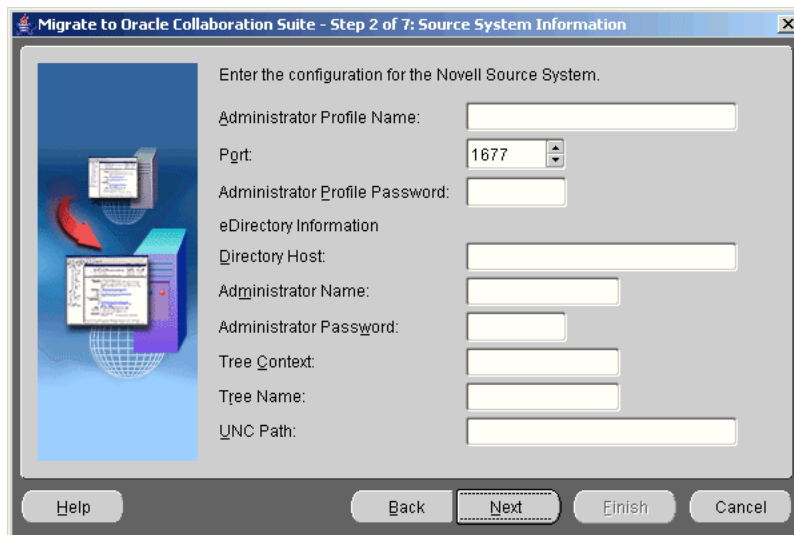 Migrate to Oracle Collaboration Suite - Step 2 of 7: Source System Information
Enter the configuration for the Novell Source System.
Administrator Profile Name:
Port: 1677
Administrator Profile Password:
eDirectory Information
Directory Host:
Administrator Name:
Administrator Password:
Tree Context:
Tree Name:
UNC Path:
Help Back Next Finish Cancel